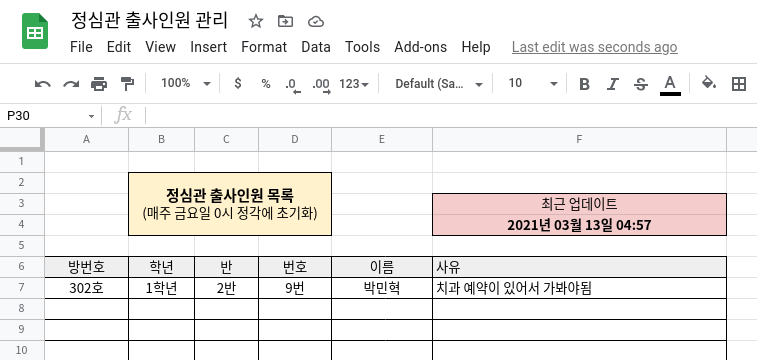 정심관 출사인원 관리
File Edit View Insert Format Data Tools Add-ons Help Last edit was seconds ago
100% $ % .0 .00 123 Default (Sa... 10 B I S A
P30 fx
A B C D E F
1
2
정심관 출사인원 목록
(매주 금요일 0시 정각에 초기화)
3 최근 업데이트
4 2021년 03월 13일 04:57
5
6 방번호 학년 반 번호 이름 사유
7 302호 1학년 2반 9번 박민혁 치과 예약이 있어서 가봐야됨
8
9
10